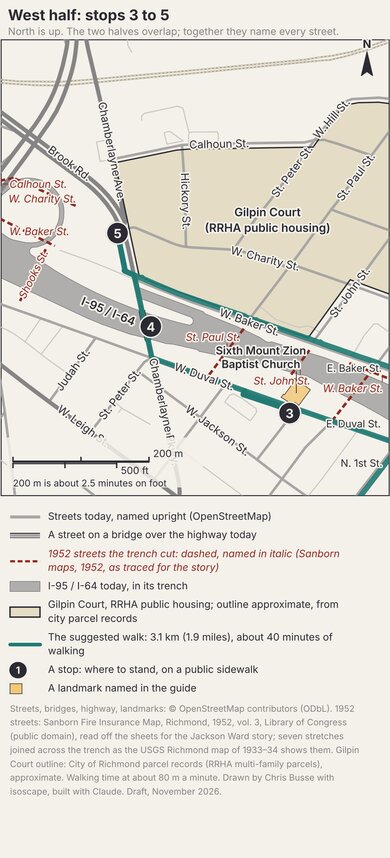 West half: stops 3 to 5
North is up. The two halves overlap; together they name every street.
N
W. Hill St.
Chamberlayne Ave.
Calhoun St.
Brook Rd
St. Peter St.
St. Paul St.
Hickory St.
Calhoun St.
W. Charity St.
Gilpin Court
(RRHA public housing)
W. Baker St.
5
W. Charity St.
Shooks St.
St. John St.
I-95 / I-64
4
W. Baker St.
St. Paul St.
Sixth Mount Zion
Baptist Church
E. Baker St.
Judah St.
St. Peter St.
Chamberlayne
W. Duval St.
St. John St.
W. Baker St.
3
W. Leigh
W. Jackson St.
E. Duval St.
200 m
500 ft
N. 1st St.
200 m is about 2.5 minutes on foot
Streets today, named upright (OpenStreetMap)
A street on a bridge over the highway today
1952 streets the trench cut: dashed, named in italic (Sanborn
maps, 1952, as traced for the story)
I-95 / I-64 today, in its trench
Gilpin Court, RRHA public housing; outline approximate, from
city parcel records
The suggested walk: 3.1 km (1.9 miles), about 40 minutes of
walking
1
A stop: where to stand, on a public sidewalk
A landmark named in the guide
Streets, bridges, highway, landmarks: © OpenStreetMap contributors (ODbL). 1952
streets: Sanborn Fire Insurance Map, Richmond, 1952, vol. 3, Library of Congress
(public domain), read off the sheets for the Jackson Ward story; seven stretches
joined across the trench as the USGS Richmond map of 1933–34 shows them. Gilpin
Court outline: City of Richmond parcel records (RRHA multi-family parcels),
approximate. Walking time at about 80 m a minute. Drawn by Chris Busse with
isoscape, built with Claude. Draft, November 2026.